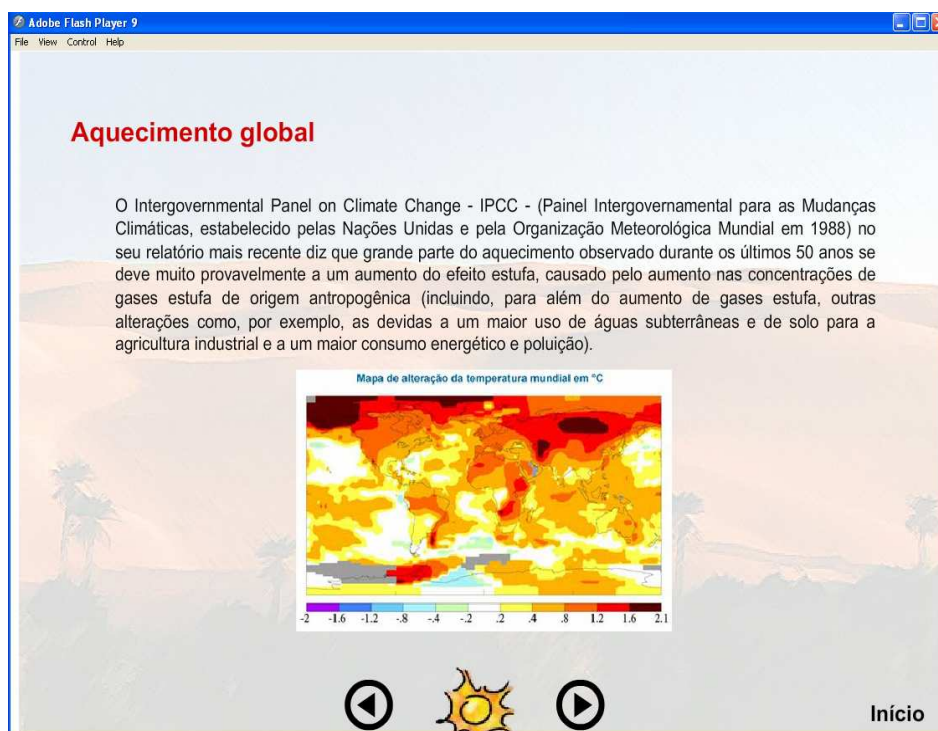 Adobe Flash Player 9
File View Control Help
Aquecimento global
O Intergovernmental Panel on Climate Change - IPCC - (Painel Intergovernamental para as Mudanças
Climáticas, estabelecido pelas Nações Unidas e pela Organização Meteorológica Mundial em 1988) no
seu relatório mais recente diz que grande parte do aquecimento observado durante os últimos 50 anos se
deve muito provavelmente a um aumento do efeito estufa, causado pelo aumento nas concentrações de
gases estufa de origem antropogênica (incluindo, para além do aumento de gases estufa, outras
alterações como, por exemplo, as devidas a um maior uso de águas subterrâneas e de solo para a
agricultura industrial e a um maior consumo energético e poluição).
Mapa de alteração da temperatura mundial em °C
-2 -1.6 -1.2 -.8 -.4 -.2 .2 .4 .8 1.2 1.6 2.1
Início